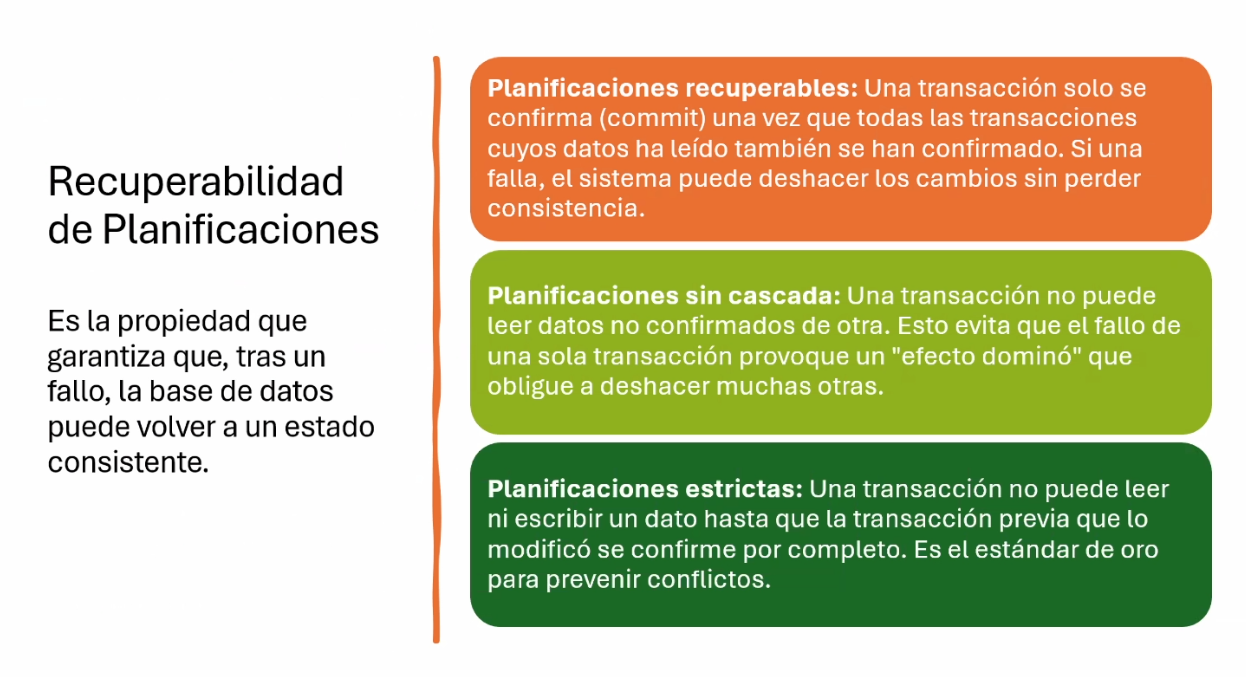 Recuperabilidad
de Planificaciones
Es la propiedad que
garantiza que, tras un
fallo, la base de datos
puede volver a un estado
consistente.
Planificaciones recuperables: Una transacción solo se
confirma (commit) una vez que todas las transacciones
cuyos datos ha leído también se han confirmado. Si una
falla, el sistema puede deshacer los cambios sin perder
consistencia.
Planificaciones sin cascada: Una transacción no puede
leer datos no confirmados de otra. Esto evita que el fallo de
una sola transacción provoque un "efecto dominó" que
obligue a deshacer muchas otras.
Planificaciones estrictas: Una transacción no puede leer
ni escribir un dato hasta que la transacción previa que lo
modificó se confirme por completo. Es el estándar de oro
para prevenir conflictos.